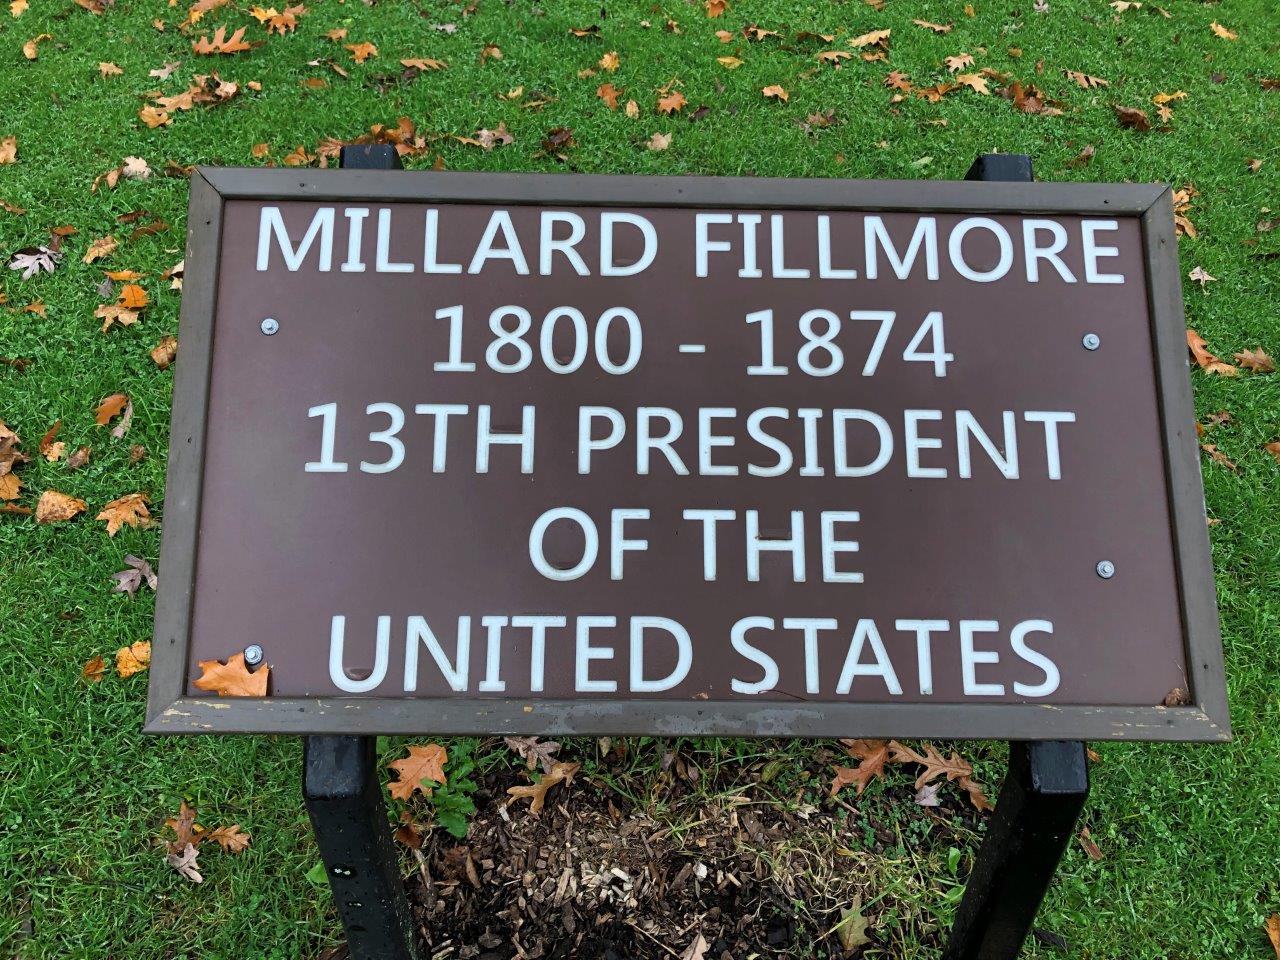 MILLARD FILLMORE
1800 - 1874
13TH PRESIDENT
OF THE
UNITED STATES